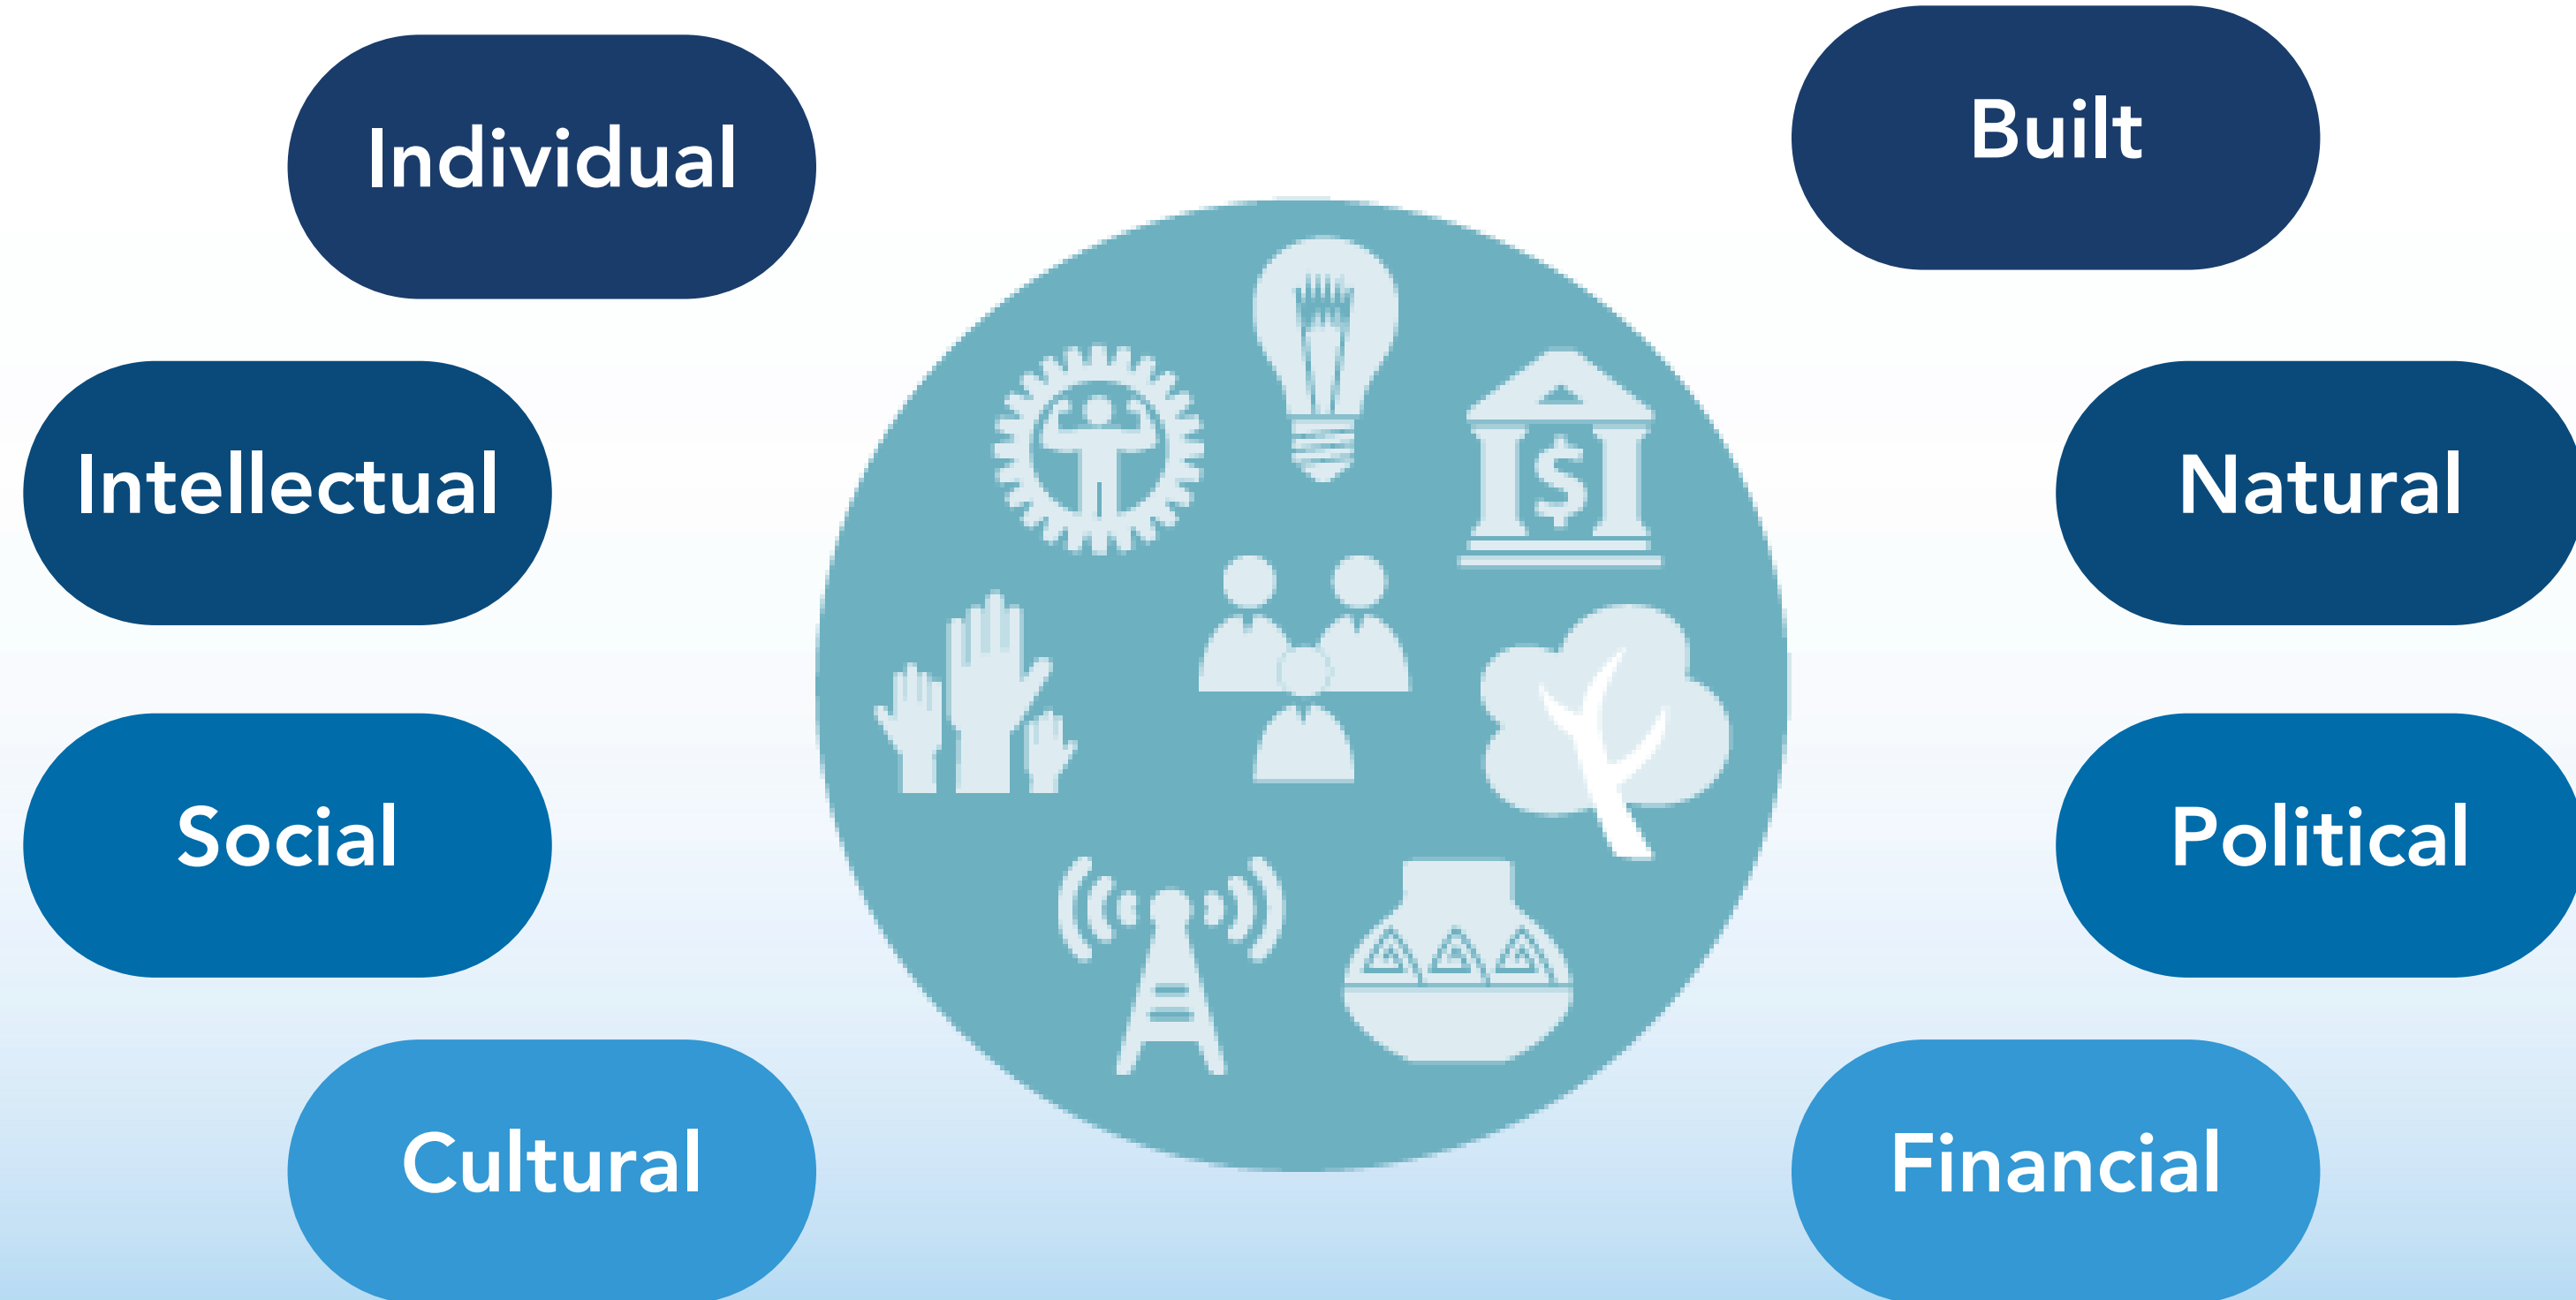 Individual
Intellectual
Social
Cultural
$
Built
Natural
Political
Financial